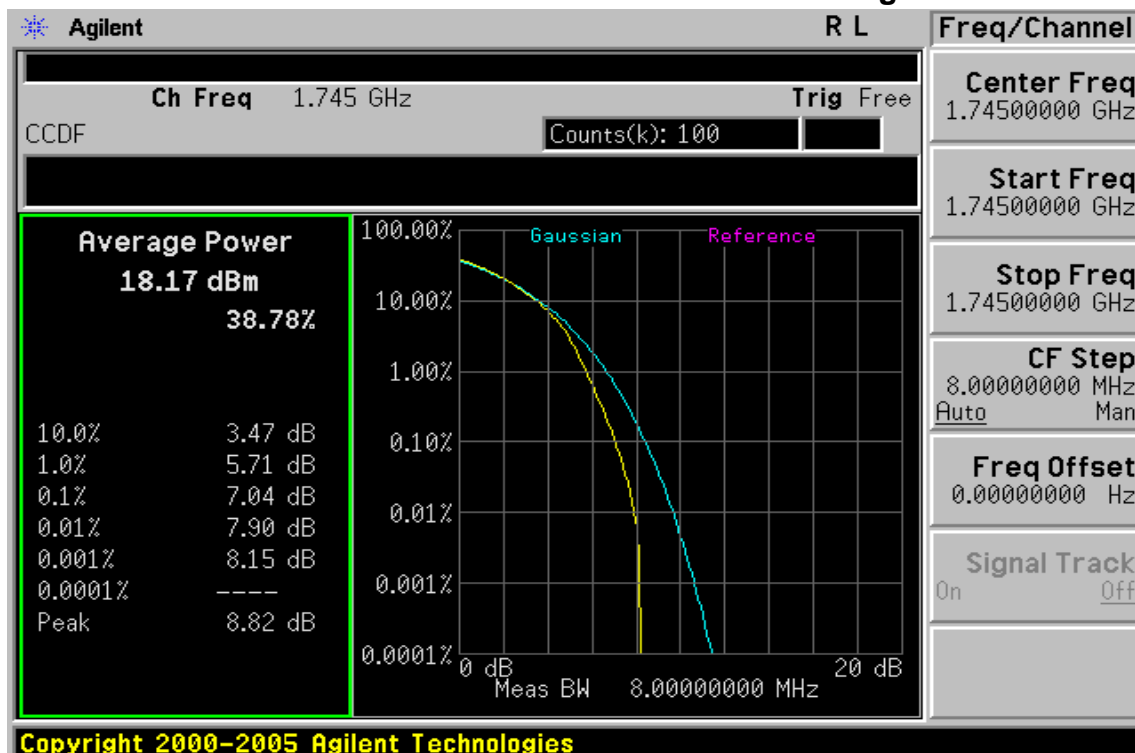 Agilent R L
Ch Freq 1.745 GHz Trig Free
CCDF Counts(k): 100
Average Power
18.17 dBm
38.78%
10.0% 3.47 dB
1.0% 5.71 dB
0.1% 7.04 dB
0.01% 7.90 dB
0.001% 8.15 dB
0.0001% ----
Peak 8.82 dB
Gaussian Reference
100.00%
10.00%
1.00%
0.10%
0.01%
0.001%
0.0001%
0 dB 20 dB
Meas BW 8.00000000 MHz
Freq/Channel
Center Freq
1.74500000 GHz
Start Freq
1.74500000 GHz
Stop Freq
1.74500000 GHz
CF Step
8.00000000 MHz
Auto Man
Freq Offset
0.00000000 Hz
Signal Track
On Off
Copyright 2000-2005 Agilent Technologies